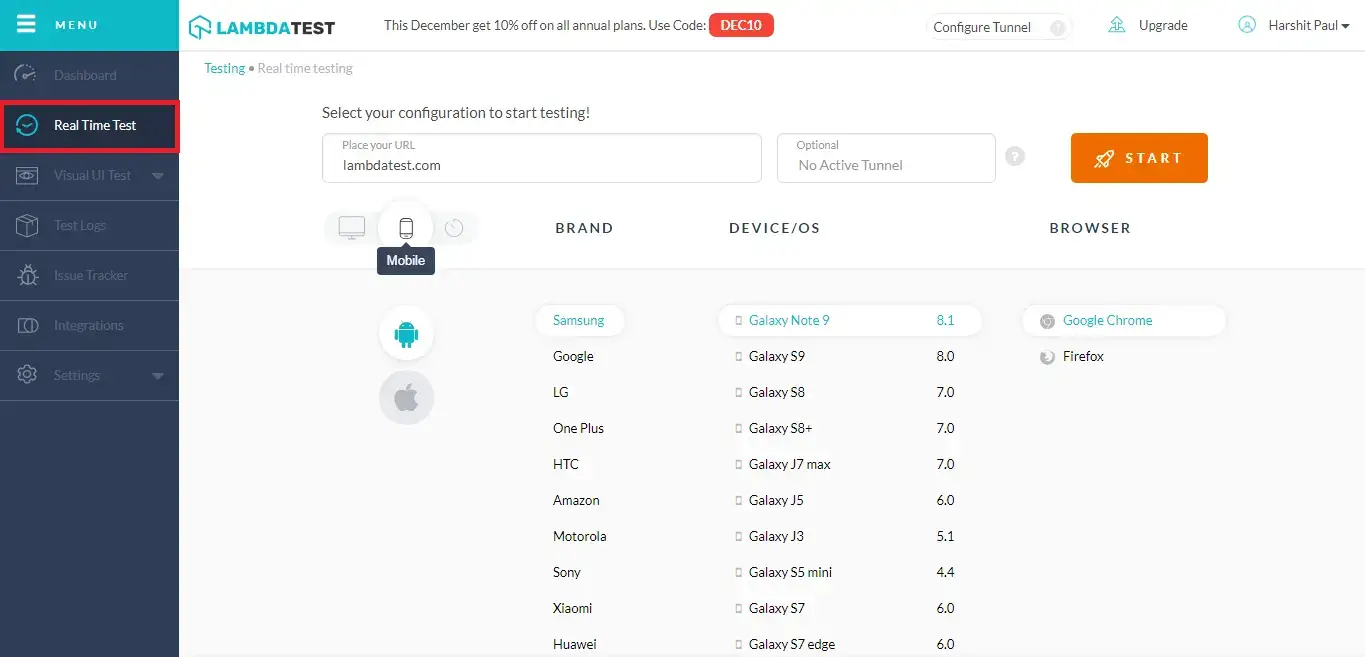 MENU
LAMBDATEST
This December get 10% off on all annual plans. Use Code: DEC10
Configure Tunnel ?
Upgrade
Harshit Paul
Dashboard
Real Time Test
Visual UI Test
Test Logs
Issue Tracker
Integrations
Settings
Testing • Real time testing
Select your configuration to start testing!
Place your URL
lambdatest.com
Optional
No Active Tunnel
?
START
Mobile
BRAND DEVICE/OS BROWSER
Samsung Galaxy Note 9 8.1 Google Chrome
Google Galaxy S9 8.0 Firefox
LG Galaxy S8 7.0
One Plus Galaxy S8+ 7.0
HTC Galaxy J7 max 7.0
Amazon Galaxy J5 6.0
Motorola Galaxy J3 5.1
Sony Galaxy S5 mini 4.4
Xiaomi Galaxy S7 6.0
Huawei Galaxy S7 edge 6.0